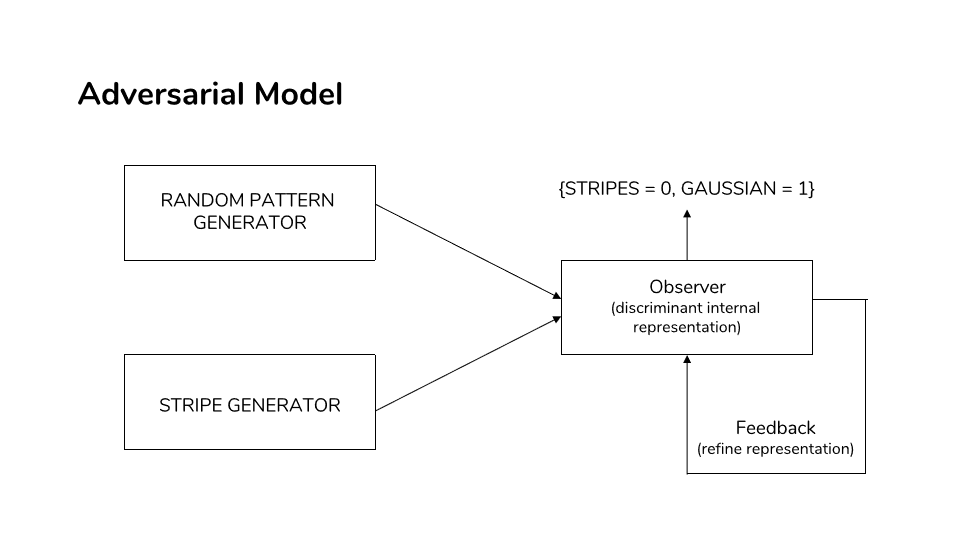 Adversarial Model
RANDOM PATTERN
GENERATOR
{STRIPES = 0, GAUSSIAN = 1}
Observer
(discriminant internal
representation)
STRIPE GENERATOR
Feedback
(refine representation)